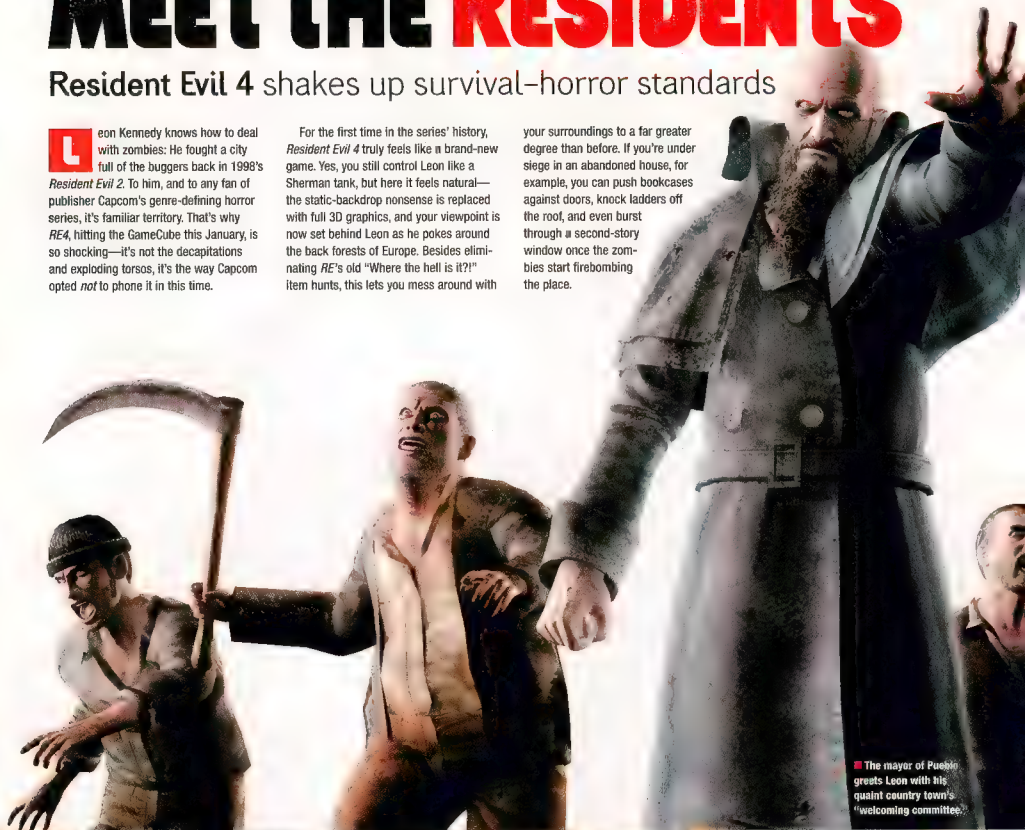 MEET THE RESIDENTS
Resident Evil 4 shakes up survival-horror standards
Leon Kennedy knows how to deal
with zombies: He fought a city
full of the buggers back in 1998's
Resident Evil 2. To him, and to any fan of
publisher Capcom's genre-defining horror
series, it's familiar territory. That's why
RE4, hitting the GameCube this January, is
so shocking—it's not the decapitations
and exploding torsos, it's the way Capcom
opted not to phone it in this time.
For the first time in the series' history,
Resident Evil 4 truly feels like a brand-new
game. Yes, you still control Leon like a
Sherman tank, but here it feels natural—
the static-backdrop nonsense is replaced
with full 3D graphics, and your viewpoint is
now set behind Leon as he pokes around
the back forests of Europe. Besides elimi-
nating RE's old "Where the hell is it?!"
item hunts, this lets you mess around with
your surroundings to a far greater
degree than before. If you're under
siege in an abandoned house, for
example, you can push bookcases
against doors, knock ladders off
the roof, and even burst
through a second-story
window once the zom-
bies start firebombing
the place.
The mayor of Pueblo
greets Leon with his
quaint country town's
"welcoming committee."